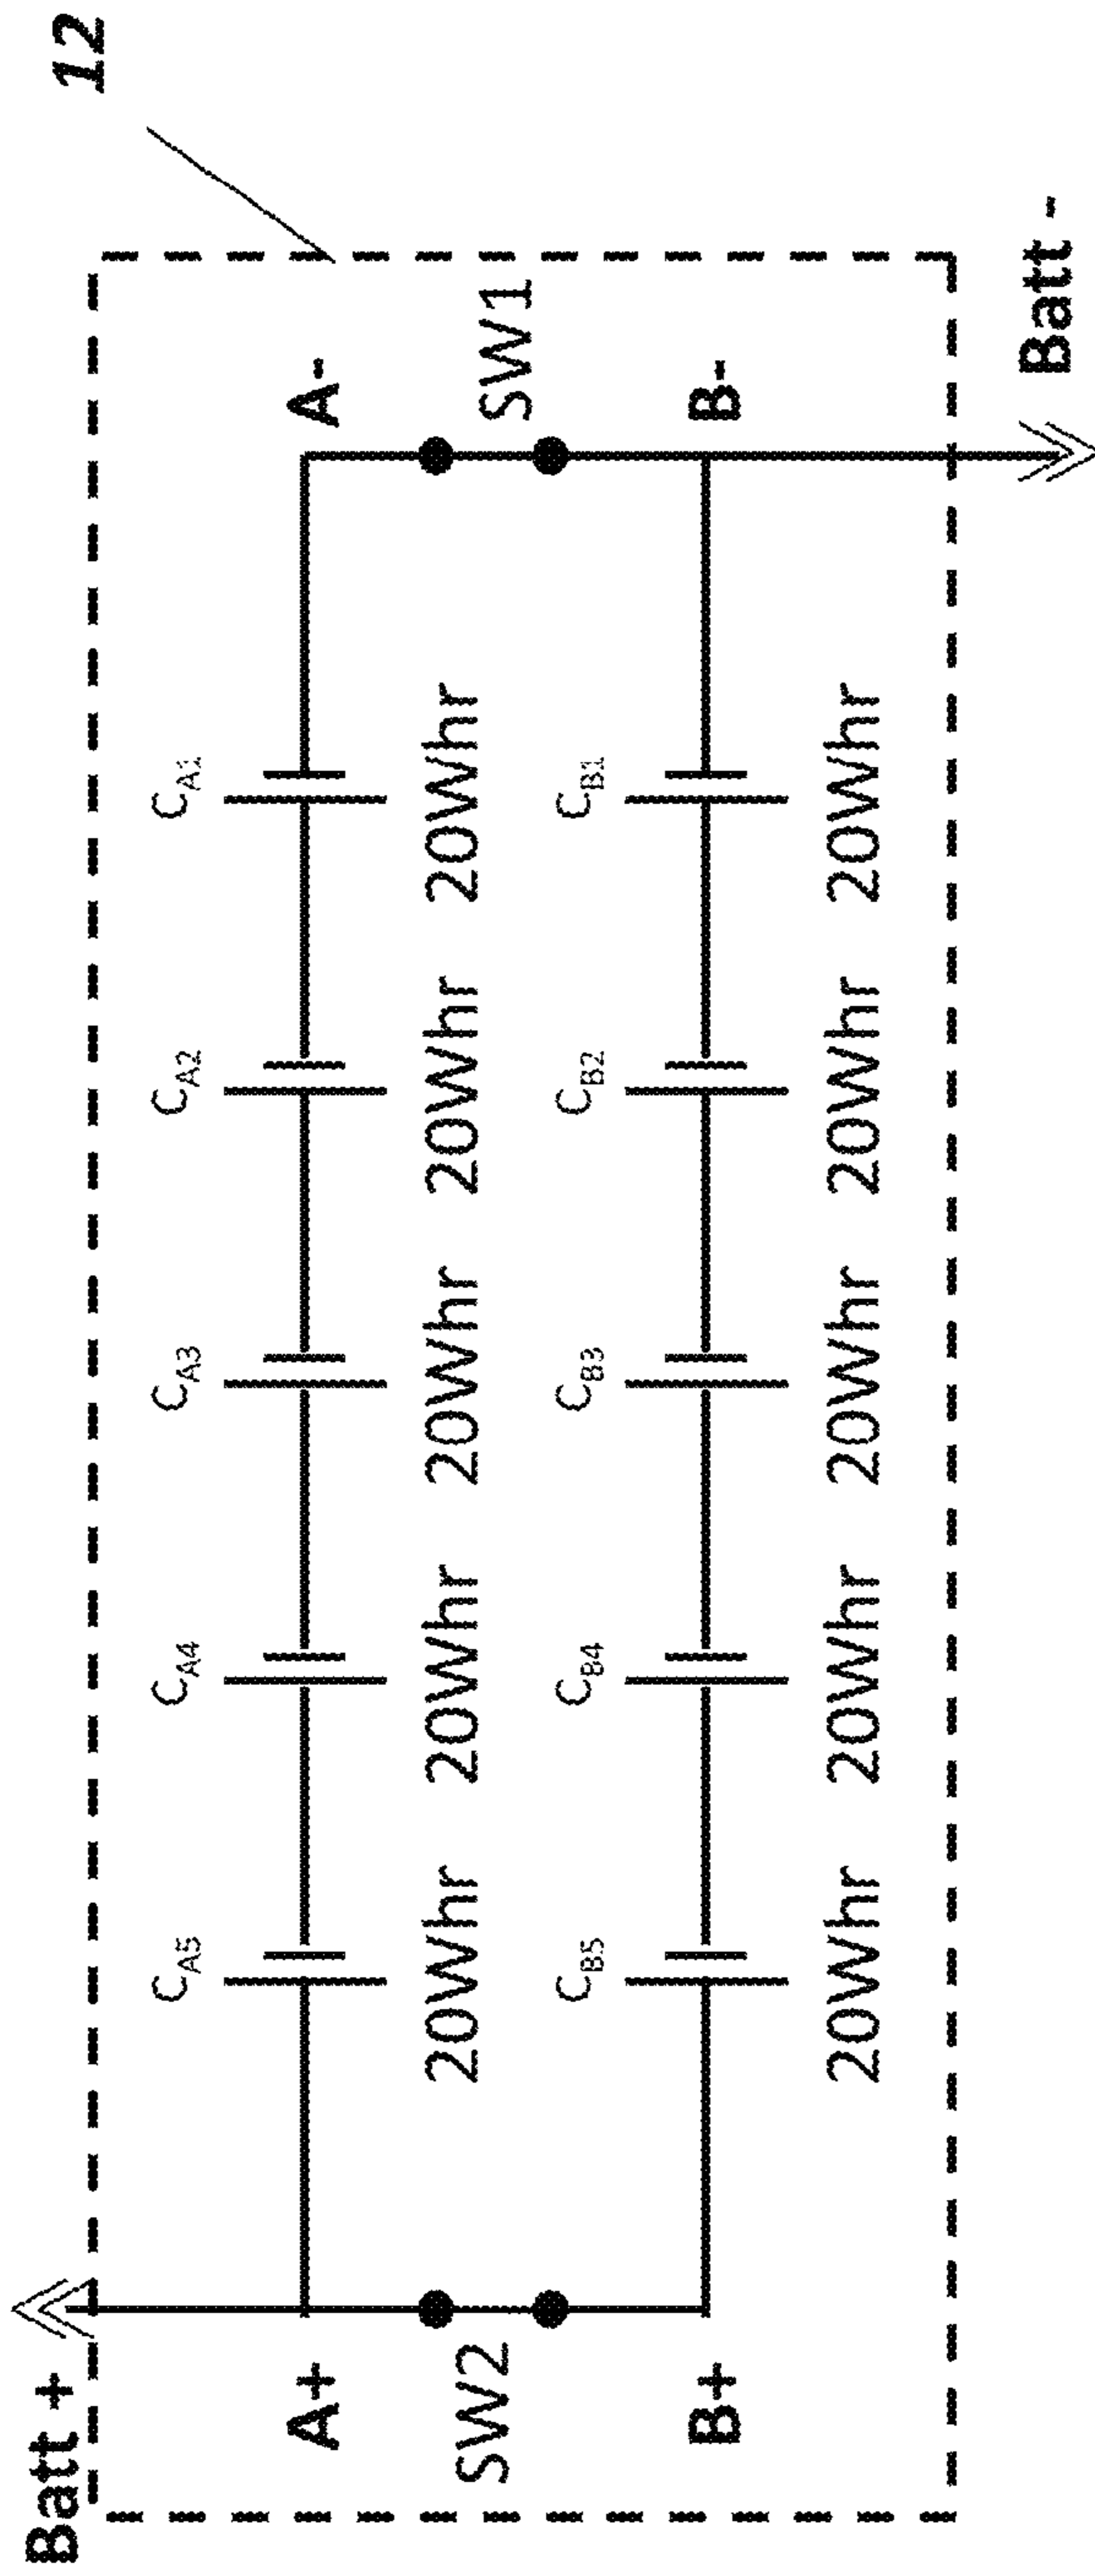 12
Batt +
C_A5 C_A4 C_A3 C_A2 C_A1
A+ A-
20Whr 20Whr 20Whr 20Whr 20Whr
SW2 SW1
C_B5 C_B4 C_B3 C_B2 C_B1
B+ B-
20Whr 20Whr 20Whr 20Whr 20Whr
Batt -